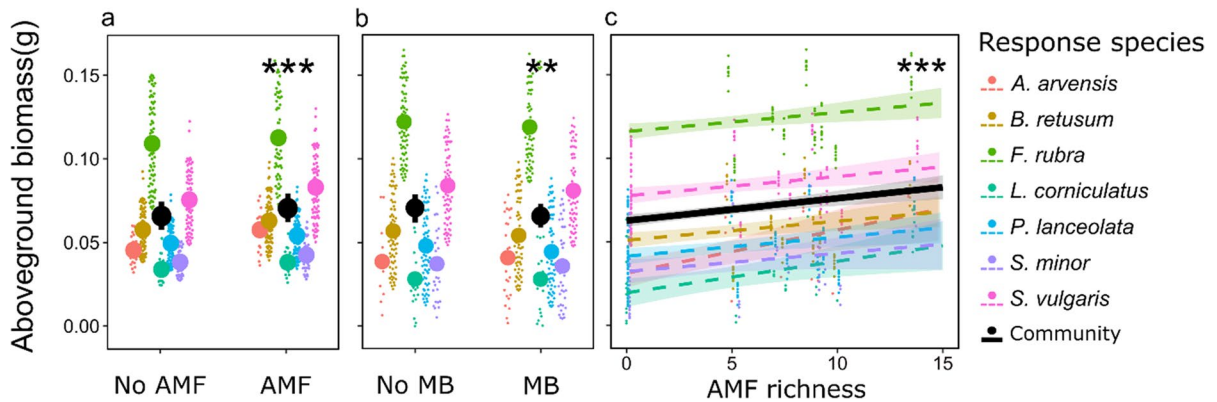 a
b
c
Aboveground biomass(g)
0.15
0.10
0.05
0.00
***
**
***
No AMF
AMF
No MB
MB
0
5
10
15
AMF richness
Response species
A. arvensis
B. retusum
F. rubra
L. corniculatus
P. lanceolata
S. minor
S. vulgaris
Community